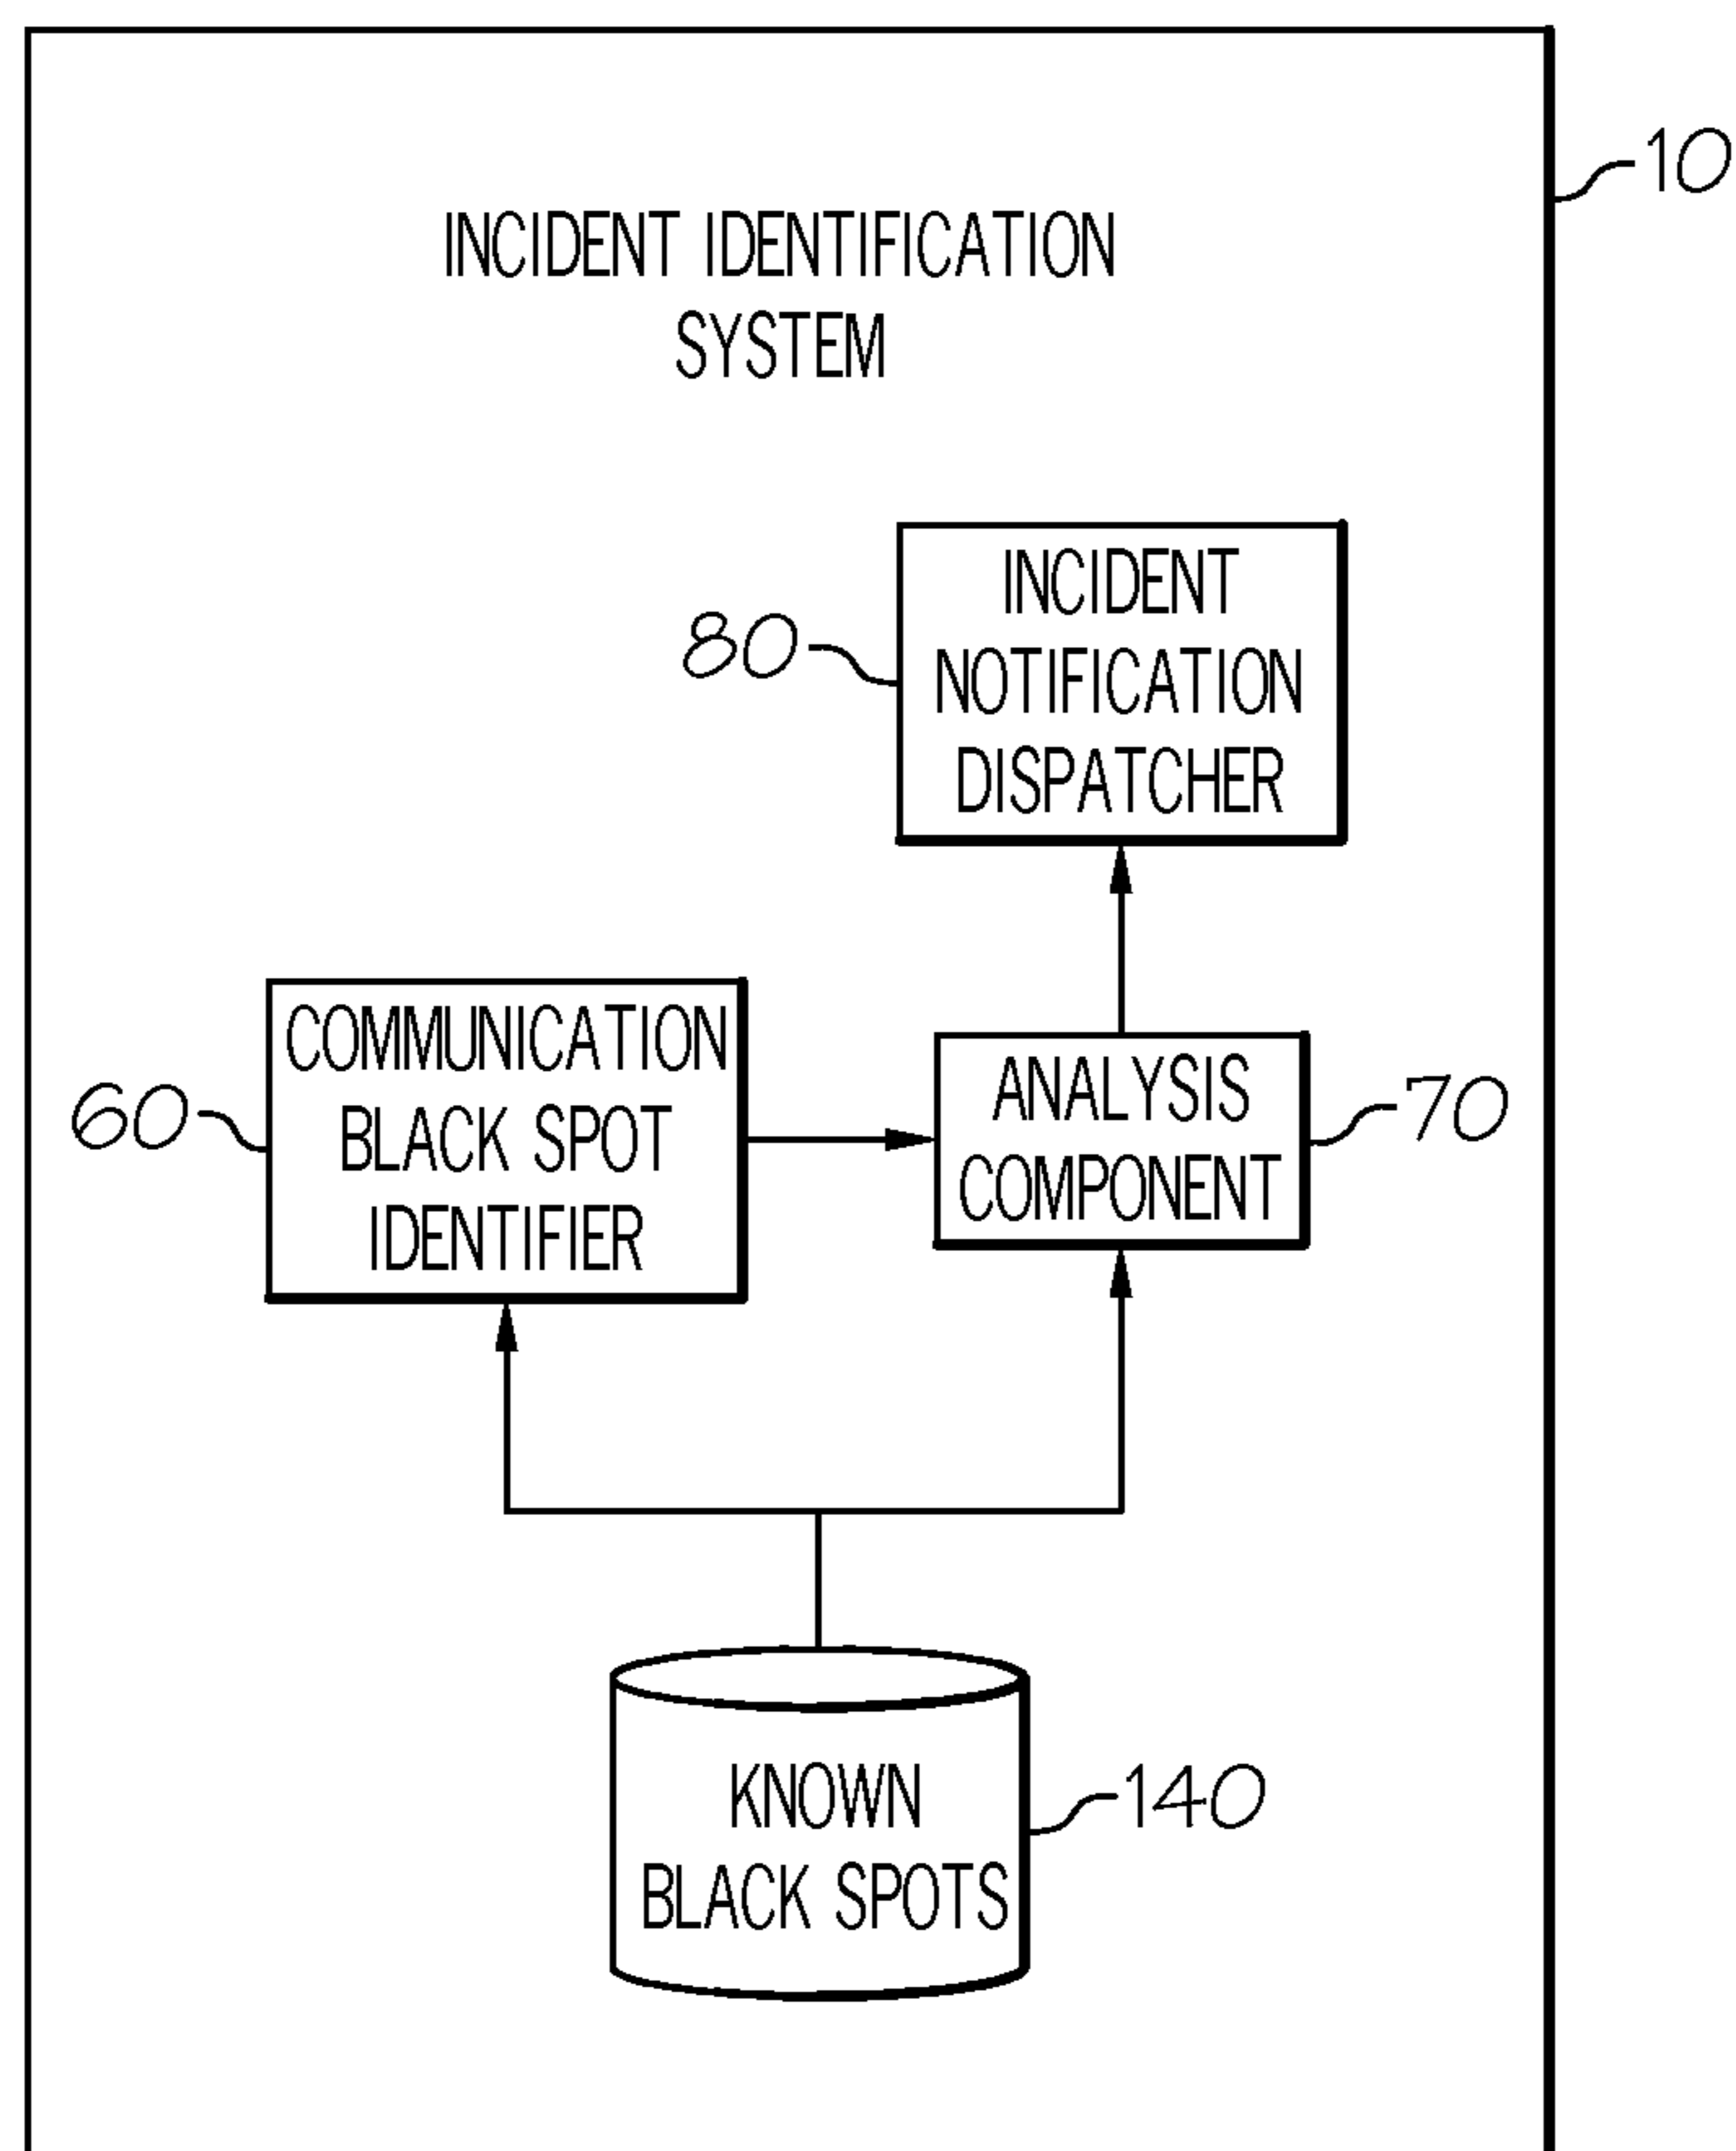 10
INCIDENT IDENTIFICATION
SYSTEM
INCIDENT
NOTIFICATION
DISPATCHER
80
COMMUNICATION
BLACK SPOT
IDENTIFIER
60
ANALYSIS
COMPONENT
70
KNOWN
BLACK SPOTS
140